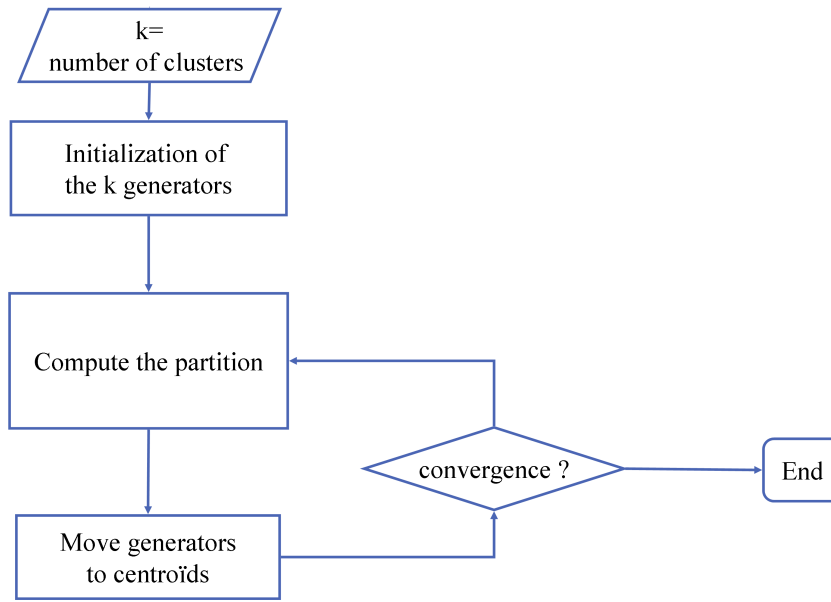 k=
number of clusters
Initialization of
the k generators
Compute the partition
convergence ?
End
Move generators
to centroïds